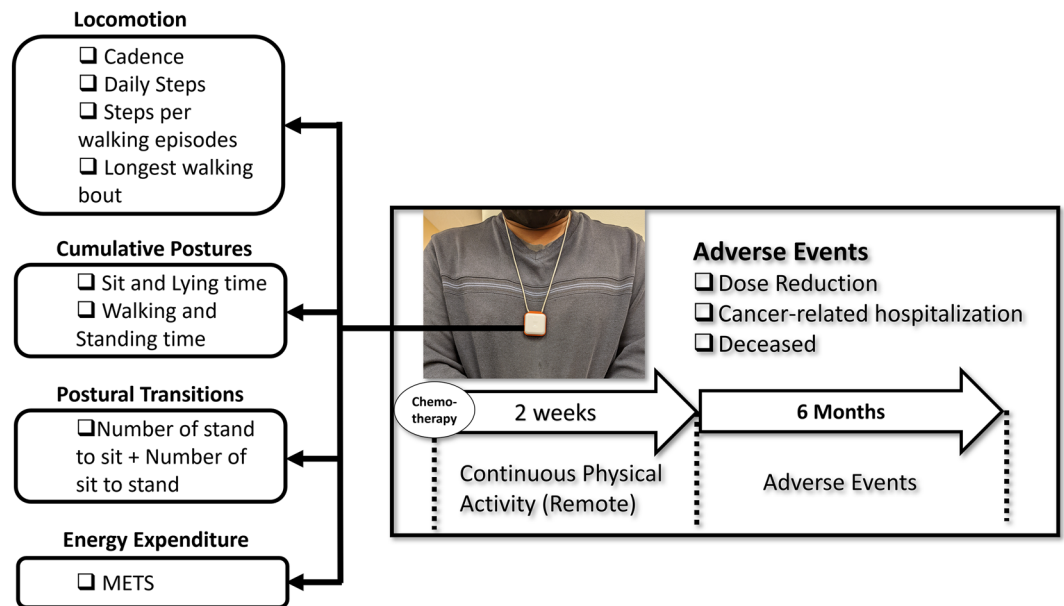 Locomotion
❑ Cadence
❑ Daily Steps
❑ Steps per
walking episodes
❑ Longest walking
bout
Cumulative Postures
❑ Sit and Lying time
❑ Walking and
Standing time
Postural Transitions
❑Number of stand
to sit + Number of
sit to stand
Energy Expenditure
❑ METS
Adverse Events
❑ Dose Reduction
❑ Cancer-related hospitalization
❑ Deceased
Chemo-
therapy
2 weeks
6 Months
Continuous Physical
Activity (Remote)
Adverse Events